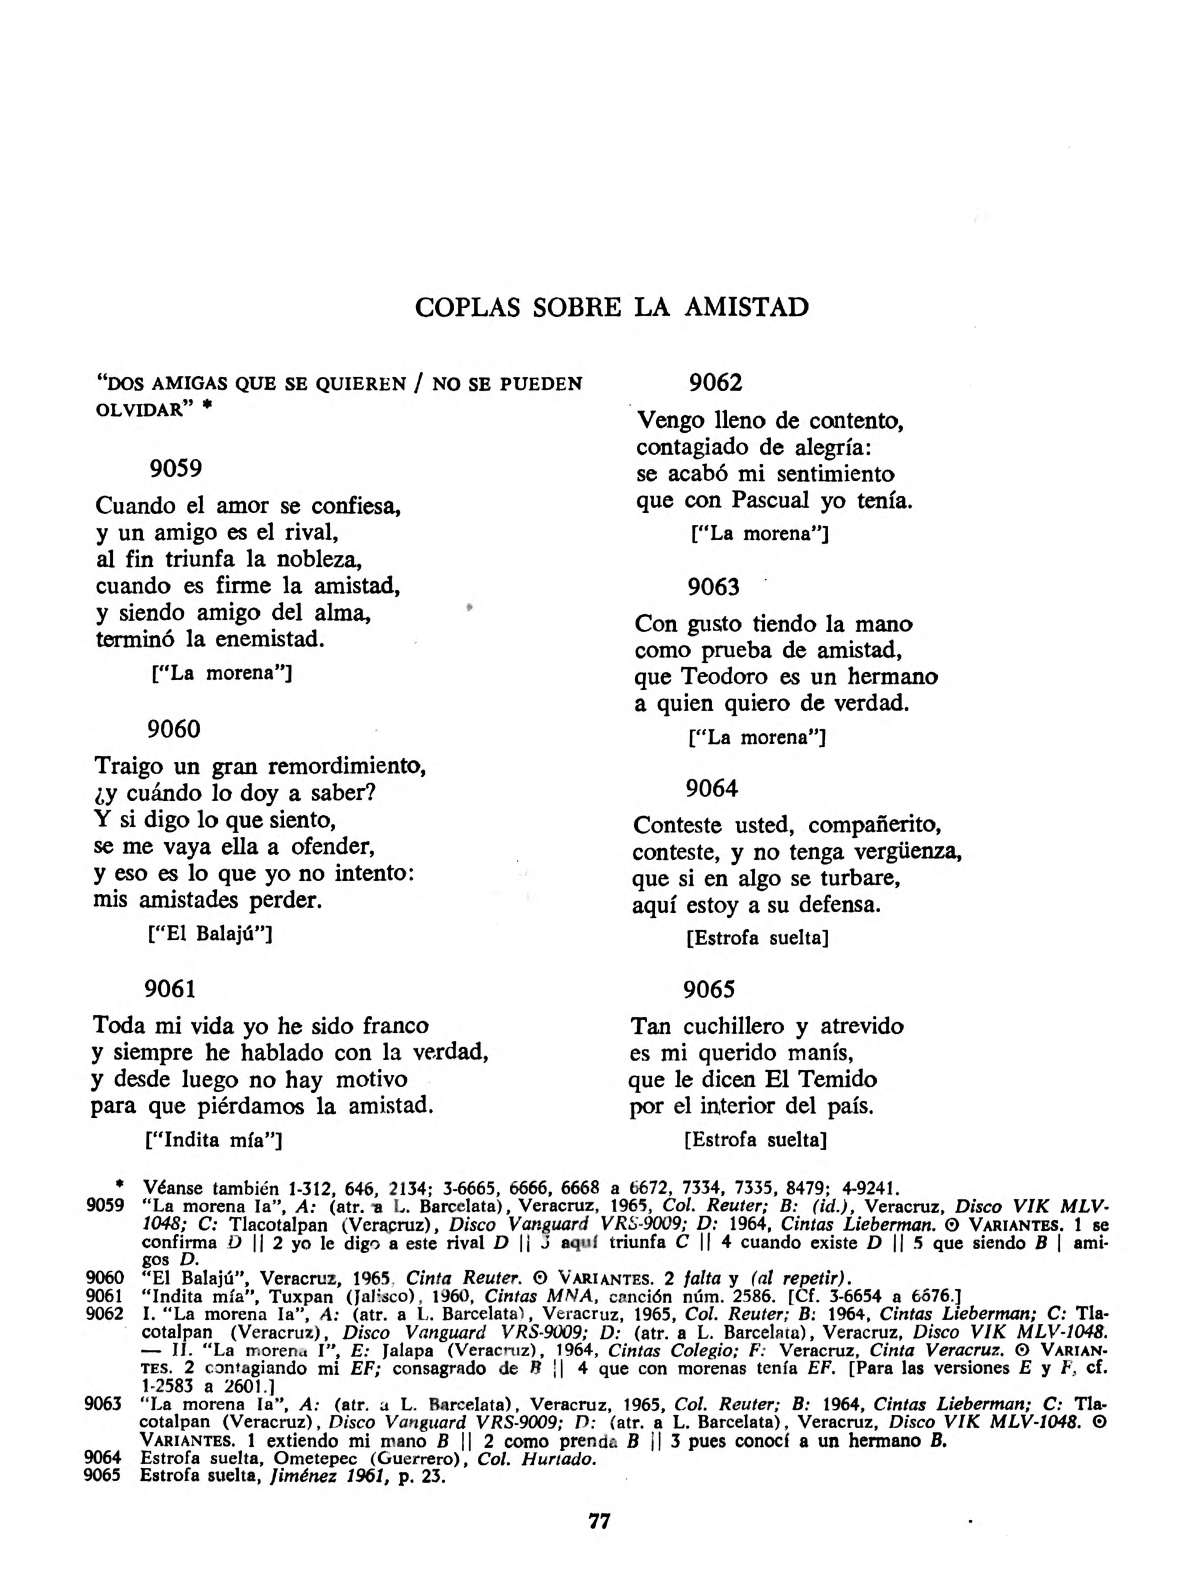 COPLAS SOBRE LA AMISTAD
“DOS AMIGAS QUE SE QUIEREN / NO SE PUEDEN
OLVIDAR” *
9059
Cuando el amor se confiesa,
y un amigo es el rival,
al fin triunfa la nobleza,
cuando es firme la amistad,
y siendo amigo del alma,
terminó la enemistad.
[“La morena”]
9060
Traigo un gran remordimiento,
¿y cuándo lo doy a saber?
Y si digo lo que siento,
se me vaya ella a ofender,
y eso es lo que yo no intento:
mis amistades perder.
[“El Balajú”]
9061
Toda mi vida yo he sido franco
y siempre he hablado con la verdad,
y desde luego no hay motivo
para que piérdamos la amistad.
[“Indita mía”]
9062
Vengo lleno de contento,
contagiado de alegría:
se acabó mi sentimiento
que con Pascual yo tenía.
[“La morena”]
9063
Con gusto tiendo la mano
como prueba de amistad,
que Teodoro es un hermano
a quien quiero de verdad.
[“La morena”]
9064
Conteste usted, compañerito,
conteste, y no tenga vergüenza,
que si en algo se turbare,
aquí estoy a su defensa.
[Estrofa suelta]
9065
Tan cuchillero y atrevido
es mi querido manís,
que le dicen El Temido
por el interior del país.
[Estrofa suelta]
* Véanse también 1-312, 646, 2134; 3-6665, 6666, 6668 a 6672, 7334, 7335, 8479; 4-9241.
9059 “La morena Ia”, A: (atr. a L. Barcelata), Veracruz, 1965, Col. Reuter; B: (id.), Veracruz, Disco VIK MLV-
1048; C: Tlacotalpan (Veracruz), Disco Vanguard VRS-9009; D: 1964, Cintas Lieberman. ʘ VARIANTES. 1 se
confirma D || 2 yo le digo a este rival D || 3 aquí triunfa C || 4 cuando existe D || 5 que siendo B | ami-
gos D.
9060 “El Balajú”, Veracruz, 1965, Cinta Reuter. ʘ VARIANTES. 2 falta y (al repetir).
9061 “Indita mía”, Tuxpan (Jalisco), 1960, Cintas MNA, canción núm. 2586. [Cf. 3-6654 a 6676.]
9062 I. “La morena Ia”, A: (atr. a L. Barcelata), Veracruz, 1965, Col. Reuter; B: 1964, Cintas Lieberman; C: Tla-
cotalpan (Veracruz), Disco Vanguard VRS-9009; D: (atr. a L. Barcelata), Veracruz, Disco VIK MLV-1048.
— II. “La morena I”, E: Jalapa (Veracruz), 1964, Cintas Colegio; F: Veracruz, Cinta Veracruz. ʘ VARIAN-
TES. 2 contagiando mi EF; consagrado de B || 4 que con morenas tenía EF. [Para las versiones E y F, cf.
1-2583 a 2601.]
9063 “La morena Ia”, A: (atr. a L. Barcelata), Veracruz, 1965, Col. Reuter; B: 1964, Cintas Lieberman; C: Tla-
cotalpan (Veracruz), Disco Vanguard VRS-9009; D: (atr. a L. Barcelata), Veracruz, Disco VIK MLV-1048. ʘ
VARIANTES. 1 extiendo mi mano B || 2 como prenda B || 3 pues conocí a un hermano B.
9064 Estrofa suelta, Ometepec (Guerrero), Col. Hurtado.
9065 Estrofa suelta, Jiménez 1961, p. 23.
77